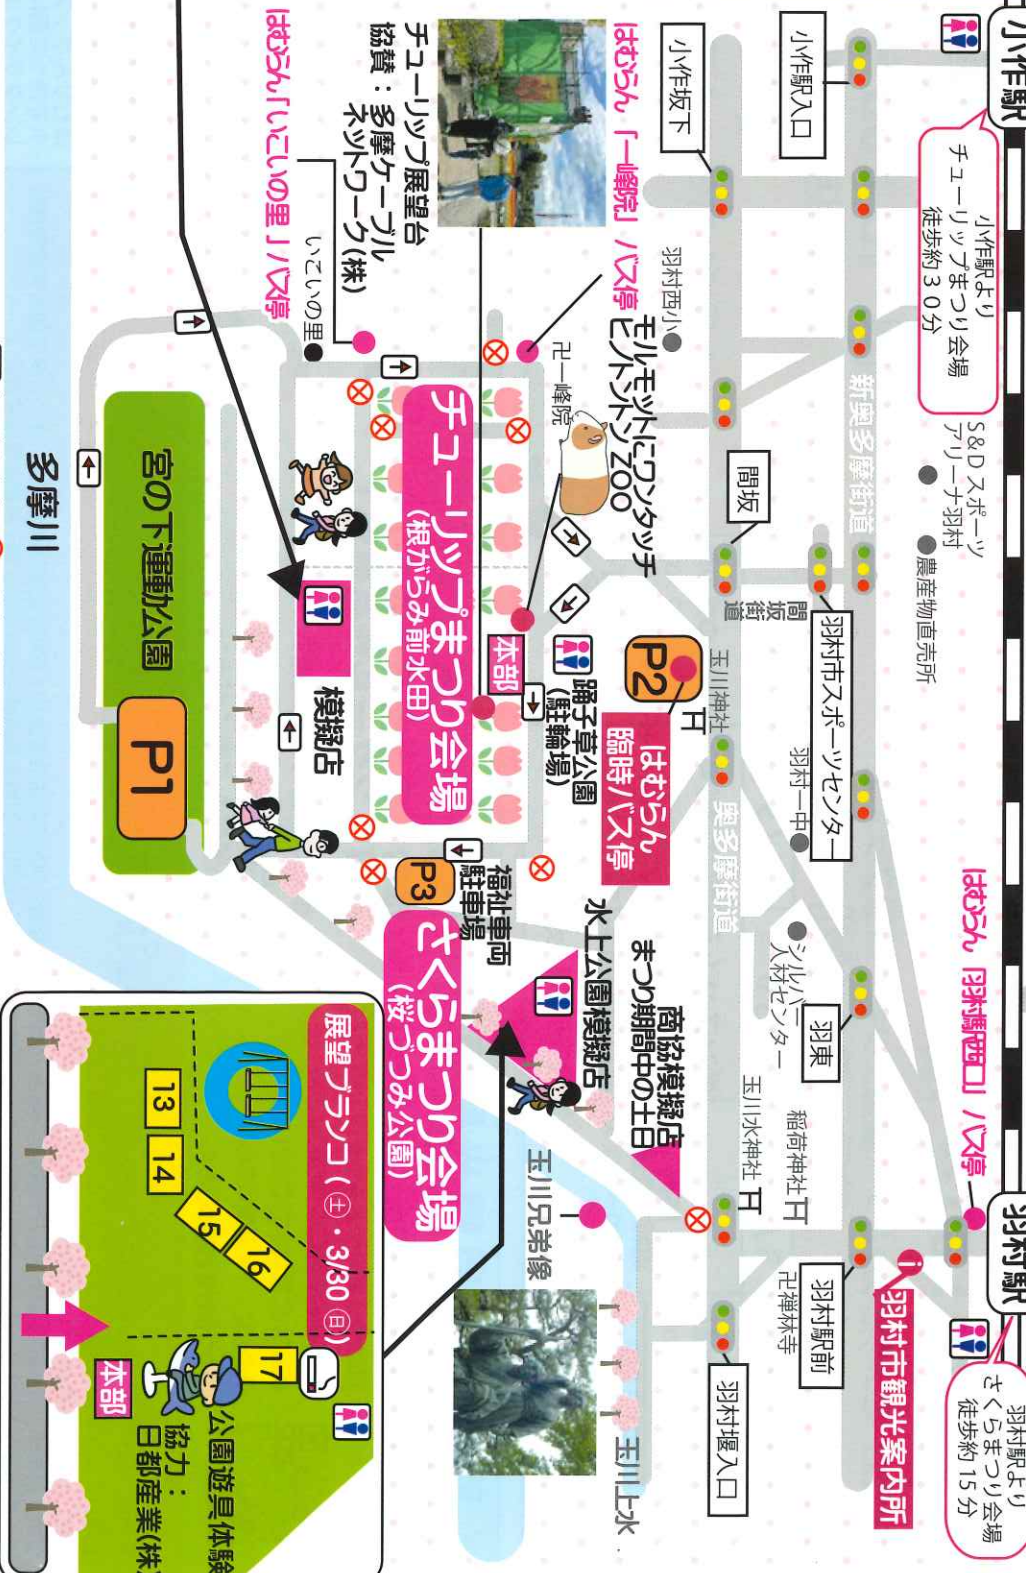 小作駅
小作駅より
チューリップまつり会場
徒歩約30分
S&Dスポーツ
アリーナ羽村
農産物直売所
はむらん「羽村駅西口」バス停
羽村駅
羽村駅より
さくらまつり会場
徒歩約15分
小作駅入口
新奥多摩街道
羽村市スポーツセンター
羽村一中
シルバー
人材センター
羽東
稲荷神社
羽村駅前
羽村市観光案内所
小作坂下
間坂
間坂街道
玉川神社
奥多摩街道
玉川水神社
卍禅林寺
羽村堰入口
はむらん「一峰院」バス停
羽村西小
モルモットにワンタッチ
ヒノトントンZOO
卍一峰院
P2
はむらん
臨時バス停
踊子草公園
(駐輪場)
本部
商協模擬店
まつり期間中の土日
水上公園模擬店
玉川兄弟像
玉川上水
チューリップ展望台
協賛：多摩ケーブル
ネットワーク(株)
はむらん「いこいの里」バス停
いこいの里
チューリップまつり会場
(根がらみ前水田)
福祉車両
駐車場
P3
さくらまつり会場
(桜づつみ公園)
模擬店
宮の下運動公園
P1
多摩川
展望ブランコ(㊏・3/30㊐)
13
14
15
16
17
本部
公園遊具体験
協力：
日都産業(株)